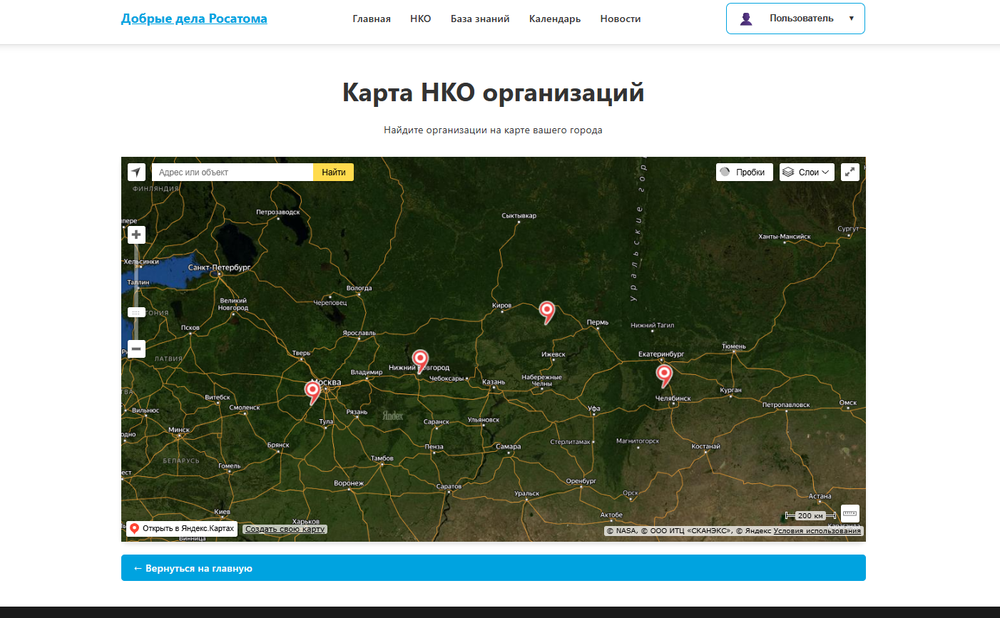 Добрые дела Росатома
Главная
НКО
База знаний
Календарь
Новости
Пользователь ▼
Карта НКО организаций
Найдите организации на карте вашего города
Адрес или объект
Найти
Пробки
Слои
ФИНЛЯНДИЯ
уральские гор
Петрозаводск
Сыктывкар
Ханты-Мансийск
Сургут
пере
Хельсинки
Санкт-Петербург
Таллин
Вологда
Череповец
Великий
Новгород
ТОНИЯ
Киров
Псков
Ярославль
Пермь
Нижний Тагил
Тверь
ЛАТВИЯ
Ижевск
Екатеринбург
Тюмень
Владимир
Чебоксары
Казань
Набережные
Челны
Москва
Витебск
Смоленск
Вильнюс
Рязань
Yandex
Тула
Саранск
Ульяновск
Уфа
Челябинск
Курган
Петропавловск
Омск
Минск
Брянск
Пенза
Самара
Стерлитамак
Магнитогорск
Костанай
БЕЛАРУСЬ
Гомель
Тамбов
Воронеж
Саратов
Уральск
Оренбург
Орск
Астана
Киев
Харьков
Актобе
200 км
Караганда
Открыть в Яндекс.Картах
Создать свою карту
Винница
© NASA, © ООО ИТЦ «СКАНЭКС», © Яндекс Условия использования
← Вернуться на главную